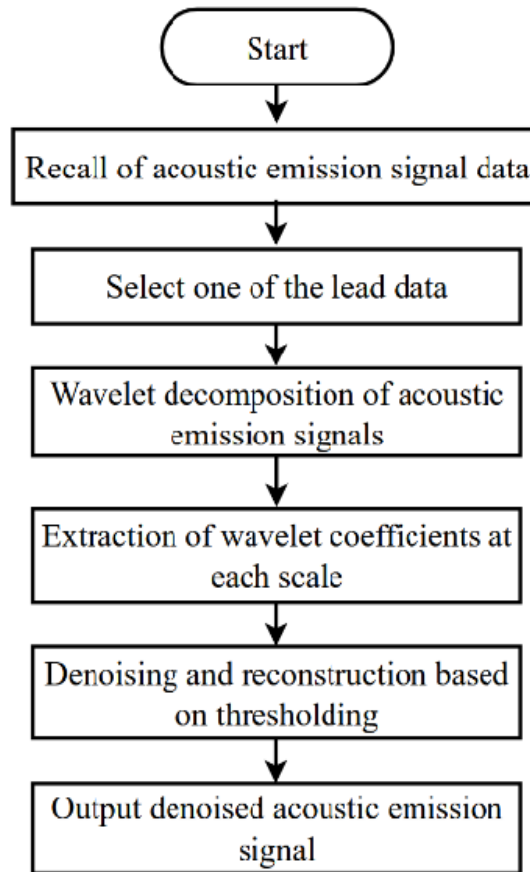 Start
Recall of acoustic emission signal data
Select one of the lead data
Wavelet decomposition of acoustic
emission signals
Extraction of wavelet coefficients at
each scale
Denoising and reconstruction based
on thresholding
Output denoised acoustic emission
signal